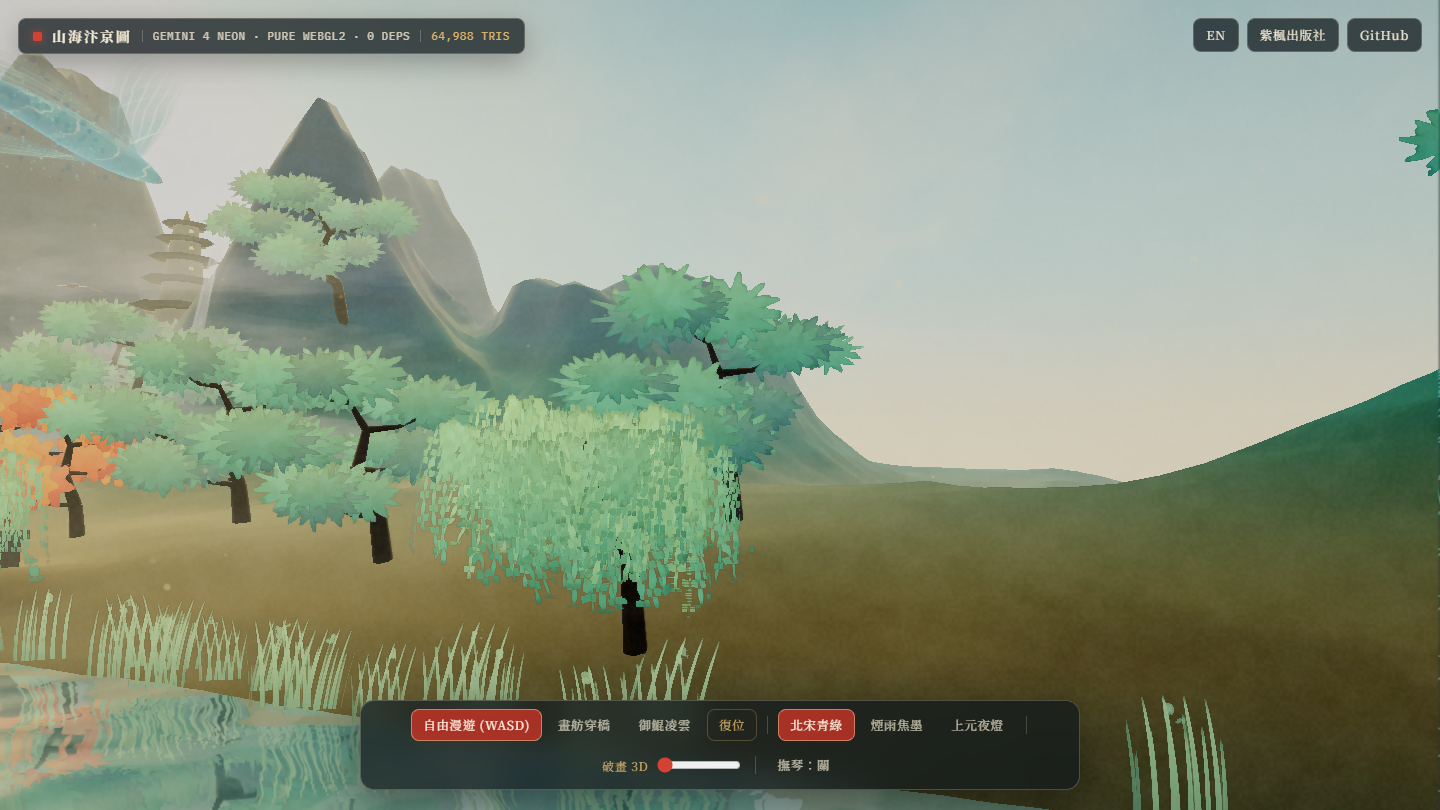 山海汴京圖 GEMINI 4 NEON · PURE WEBGL2 · 0 DEPS 64,988 TRIS
EN 紫楓出版社 GitHub
自由漫遊 (WASD) 畫舫穿橋 御鯤凌雲 復位 北宋青綠 煙雨焦墨 上元夜燈
破畫 3D 撫琴：關